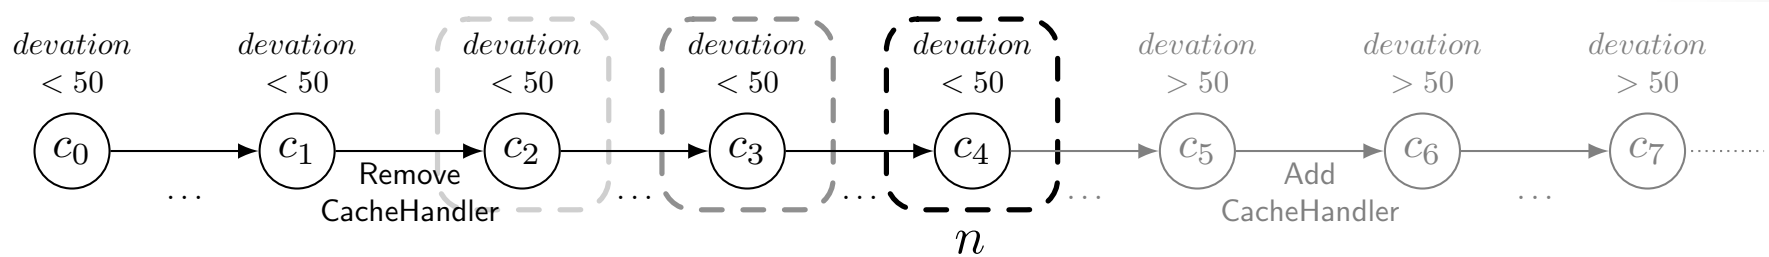 devation devation devation devation devation devation devation devation
< 50 < 50 < 50 < 50 < 50 > 50 > 50 > 50
c0 c1 c2 c3 c4 c5 c6 c7
... Remove ... ... ... Add ...
CacheHandler CacheHandler
n